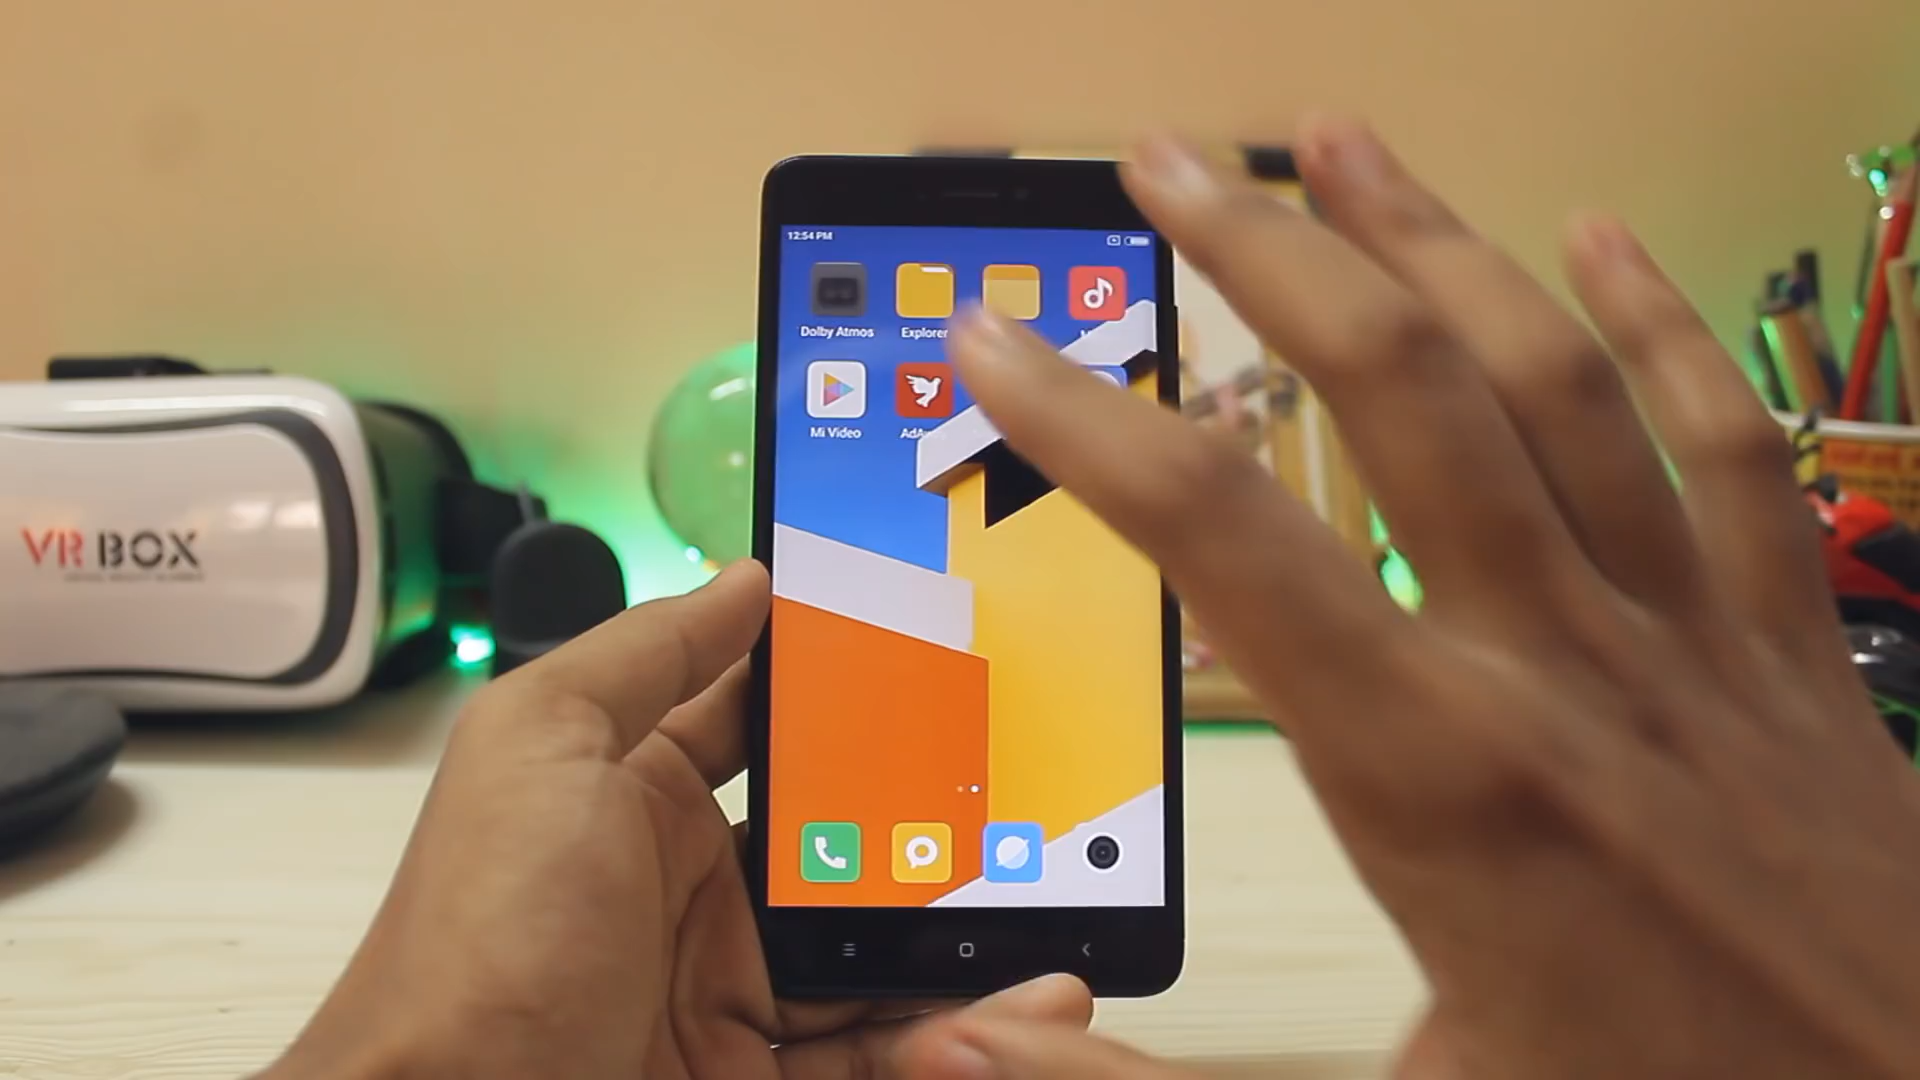 12:54 PM
Dolby Atmos
Explorer
Mi Video
VR BOX